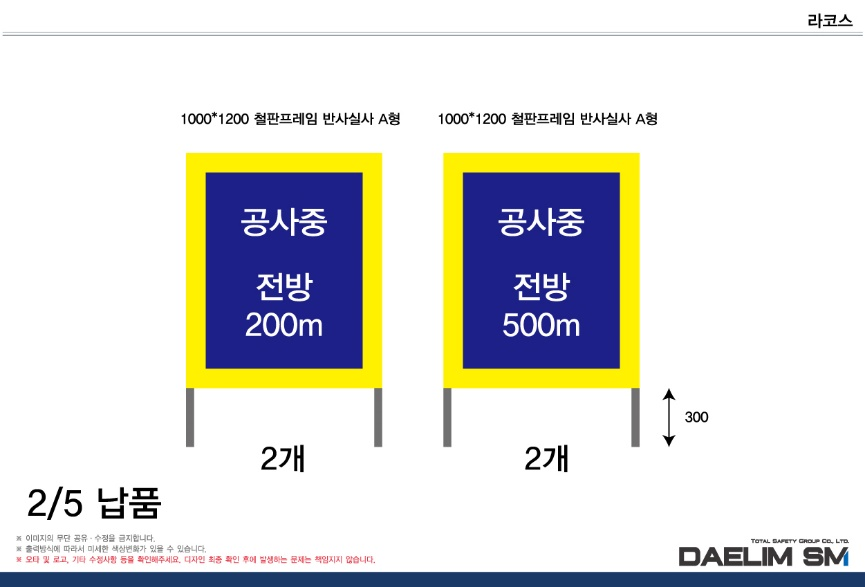 라코스
1000*1200 철판프레임 반사실사 A형
1000*1200 철판프레임 반사실사 A형
공사중
전방
200m
공사중
전방
500m
300
2개
2개
2/5 납품
※ 이미지의 무단 공유 · 수정을 금지합니다.
※ 출력방식에 따라서 미세한 색상변화가 있을 수 있습니다.
※ 오타 및 로고, 기타 수정사항 등을 확인해주세요. 디자인 최종 확인 후에 발생하는 문제는 책임지지 않습니다.
TOTAL SAFETY GROUP CO., LTD.
DAELIM SM